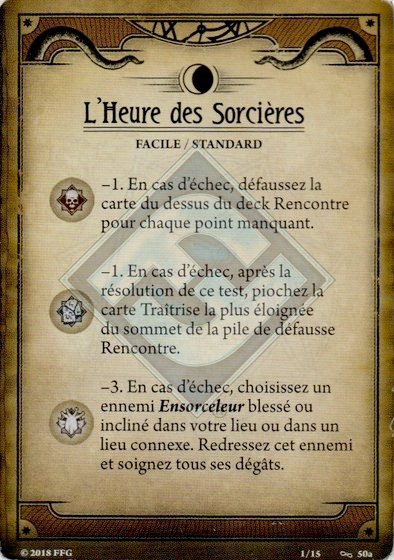 L'Heure des Sorcières
FACILE / STANDARD
–1. En cas d'échec, défaussez la
carte du dessus du deck Rencontre
pour chaque point manquant.
–1. En cas d'échec, après la
résolution de ce test, piochez la
carte Traîtrise la plus éloignée
du sommet de la pile de défausse
Rencontre.
–3. En cas d'échec, choisissez un
ennemi Ensorceleur blessé ou
incliné dans votre lieu ou dans un
lieu connexe. Redressez cet ennemi
et soignez tous ses dégâts.
© 2018 FFG
1/15
50a